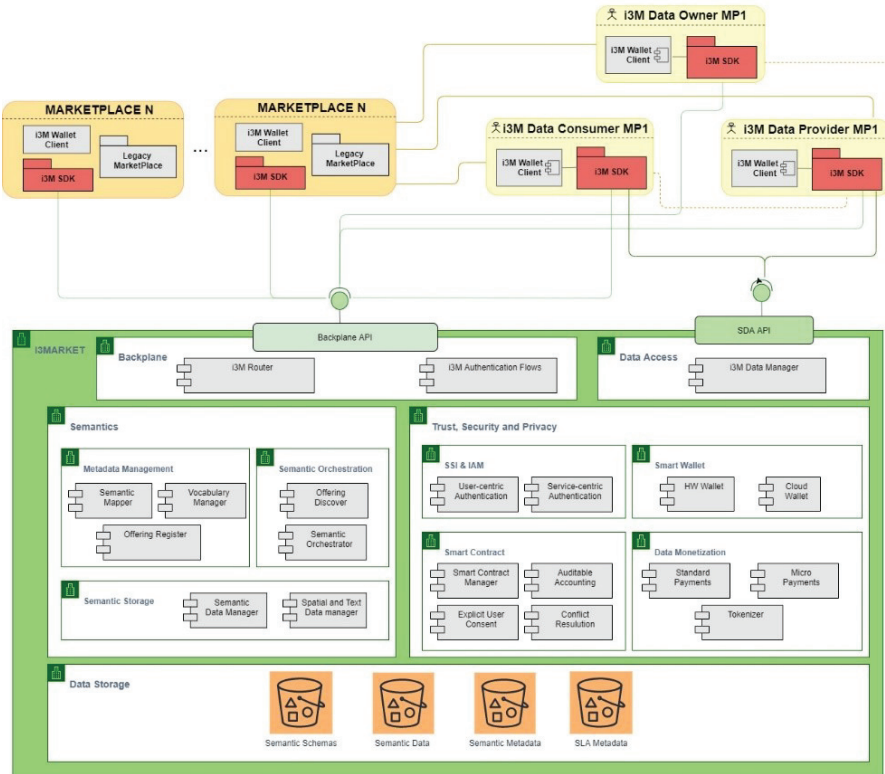 i3M Data Owner MP1
i3M Wallet
Client
i3M SDK
MARKETPLACE N
i3M Wallet
Client
Legacy
MarketPlace
i3M SDK
...
MARKETPLACE N
i3M Wallet
Client
Legacy
MarketPlace
i3M SDK
i3M Data Consumer MP1
i3M Wallet
Client
i3M SDK
i3M Data Provider MP1
i3M Wallet
Client
i3M SDK
Backplane API
SDA API
i3MARKET
Backplane
i3M Router
i3M Authentication Flows
Data Access
i3M Data Manager
Semantics
Metadata Management
Semantic
Mapper
Vocabulary
Manager
Offering Register
Semantic Orchestration
Offering
Discover
Semantic
Orchestrator
Semantic Storage
Semantic
Data Manager
Spatial and Text
Data manager
Trust, Security and Privacy
SSI & IAM
User-centric
Authentication
Service-centric
Authentication
Smart Wallet
HW Wallet
Cloud
Wallet
Smart Contract
Smart Contract
Manager
Auditable
Accounting
Explicit User
Consent
Conflict
Resulution
Data Monetization
Standard
Payments
Micro
Payments
Tokenizer
Data Storage
Semantic Schemas
Semantic Data
Semantic Metadata
SLA Metadata